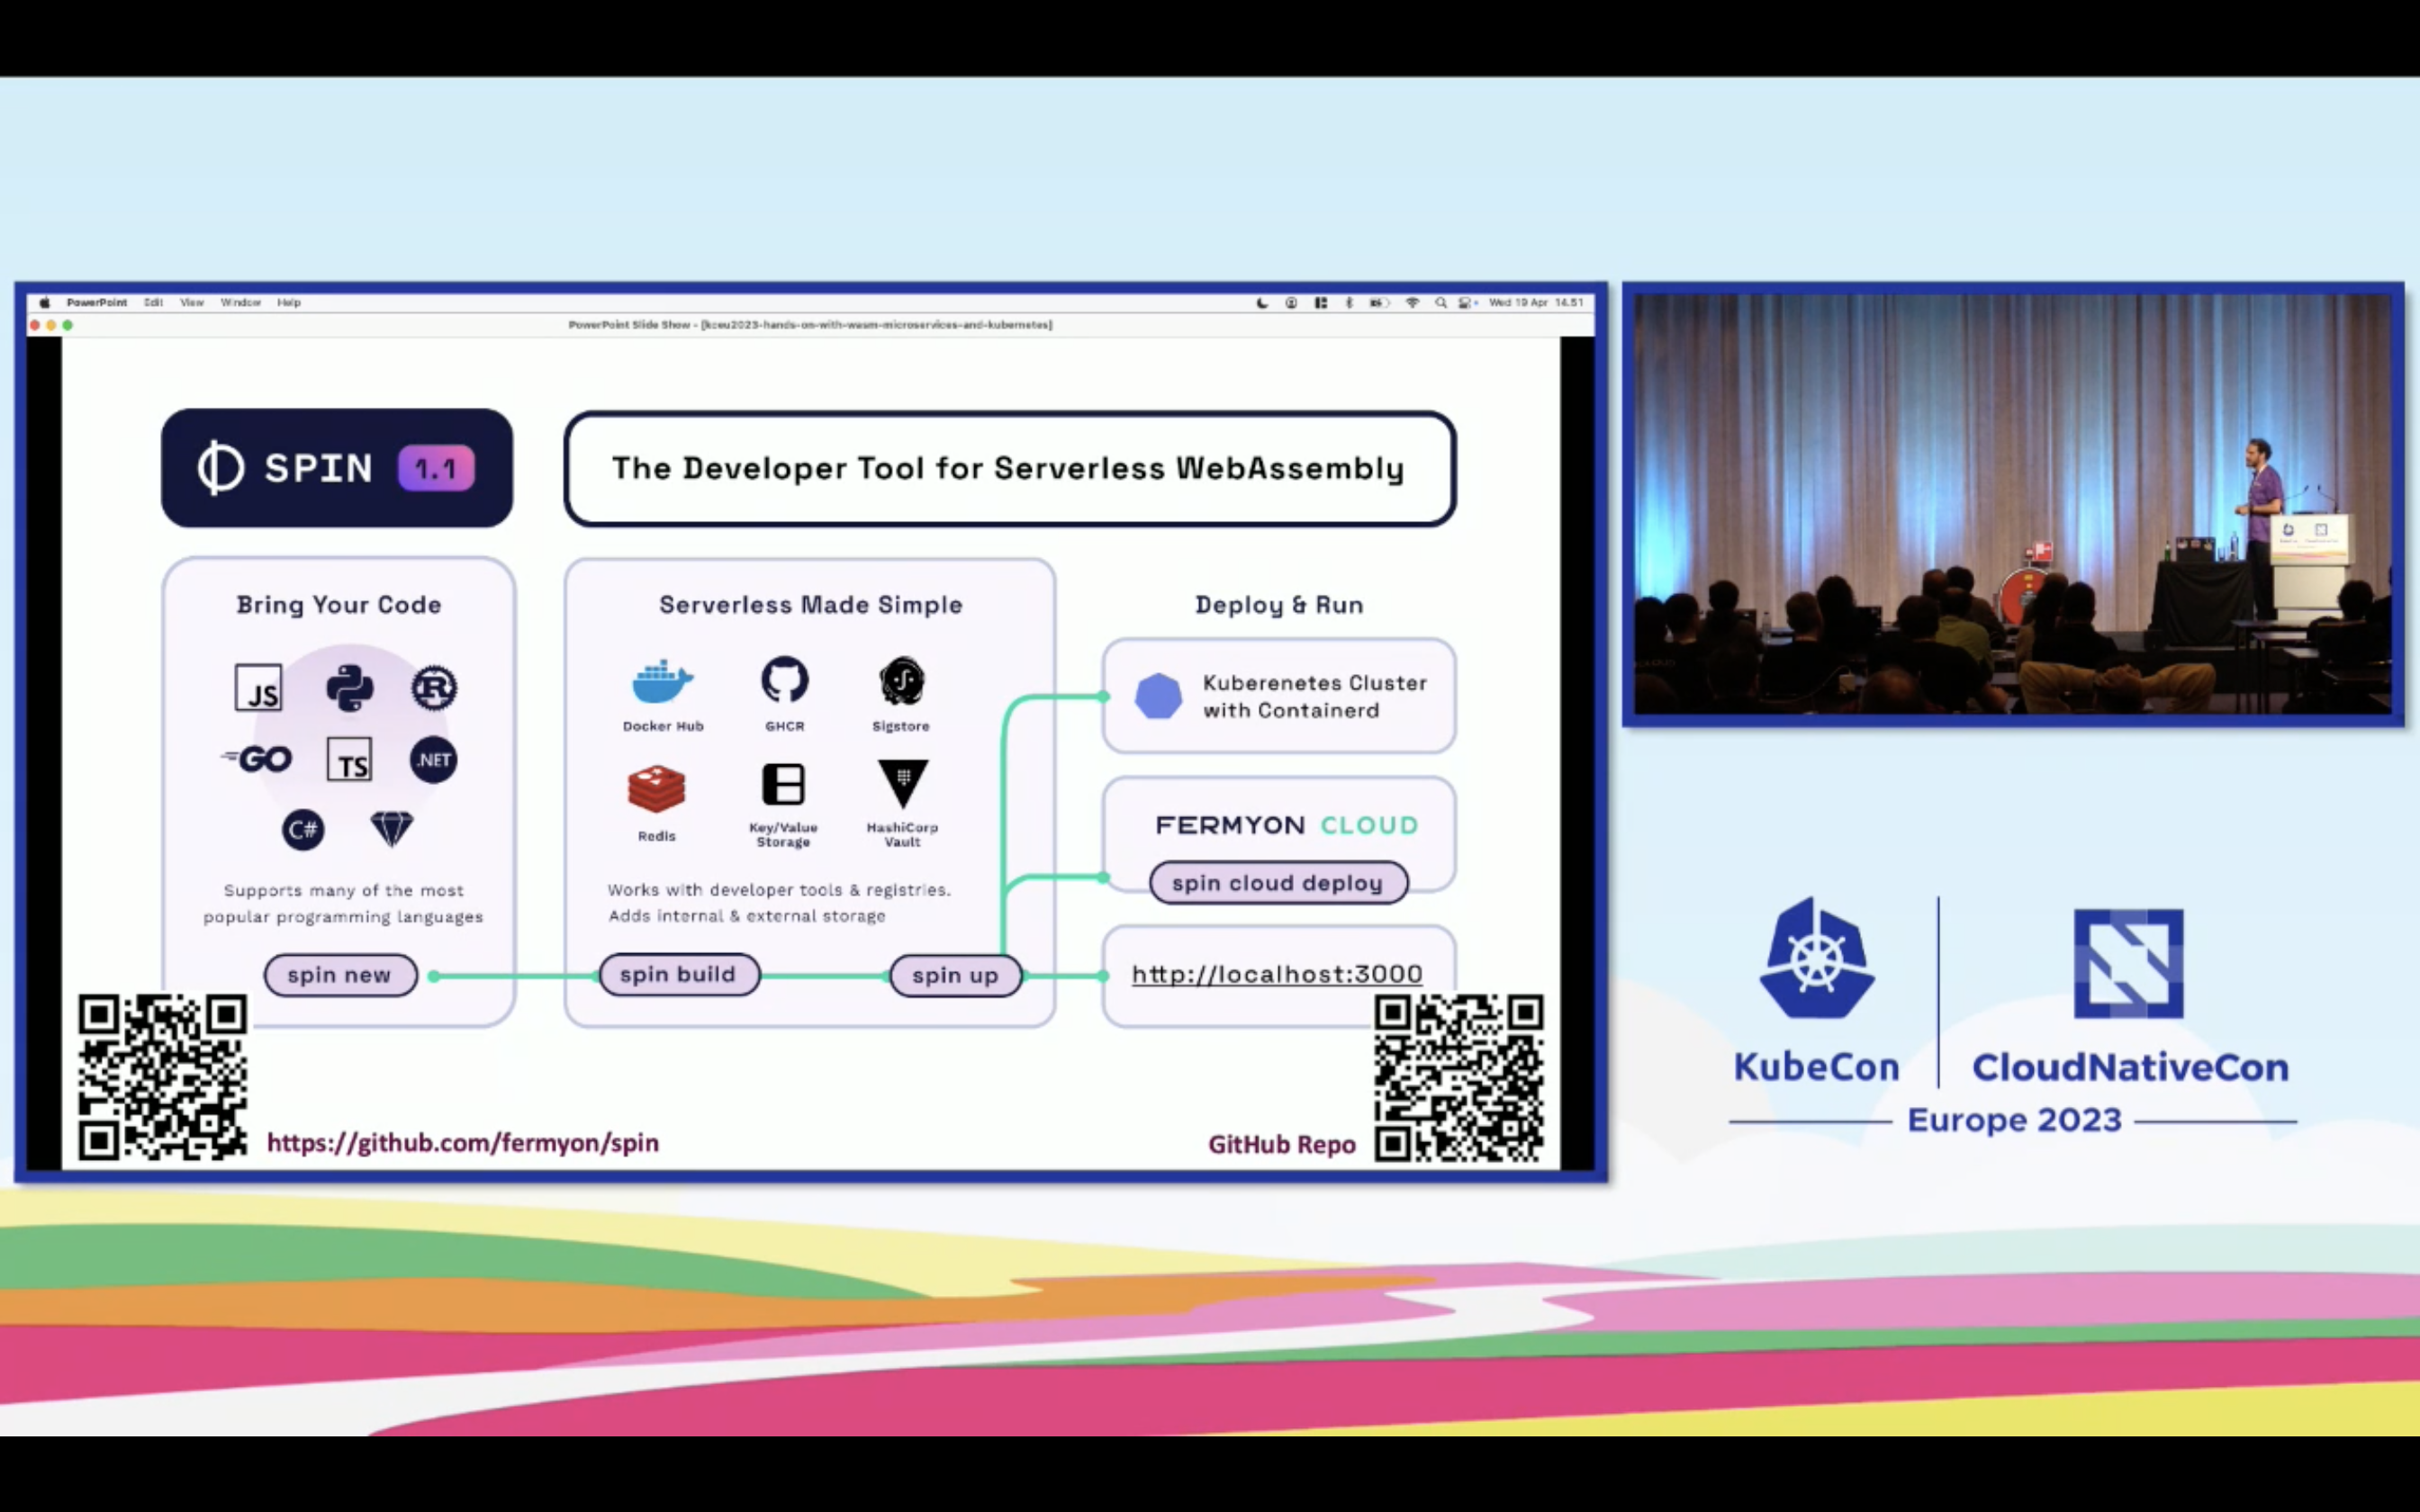 PowerPoint Edit View Window Help
Wed 19 Apr 14.51
PowerPoint Slide Show - [kceu2023-hands-on-with-wasm-microservices-and-kubernetes]
SPIN 1.1
The Developer Tool for Serverless WebAssembly
Bring Your Code
JS
R
GO
TS
.NET
C#
Supports many of the most
popular programming languages
spin new
Serverless Made Simple
Docker Hub
GHCR
Sigstore
Redis
Key/Value
Storage
HashiCorp
Vault
Works with developer tools & registries.
Adds internal & external storage
spin build
spin up
Deploy & Run
Kuberenetes Cluster
with Containerd
FERMYON CLOUD
spin cloud deploy
http://localhost:3000
https://github.com/fermyon/spin
GitHub Repo
KubeCon
CloudNativeCon
Europe 2023